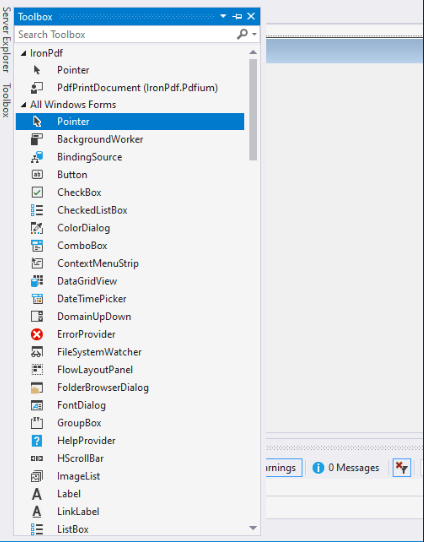 Server Explorer
Toolbox
Toolbox
Search Toolbox
IronPdf
Pointer
PdfPrintDocument (IronPdf.Pdfium)
All Windows Forms
Pointer
BackgroundWorker
BindingSource
Button
CheckBox
CheckedListBox
ColorDialog
ComboBox
ContextMenuStrip
DataGridView
DateTimePicker
DomainUpDown
ErrorProvider
FileSystemWatcher
FlowLayoutPanel
FolderBrowserDialog
FontDialog
GroupBox
HelpProvider
HScrollBar
ImageList
Label
LinkLabel
ListBox
arnings
0 Messages